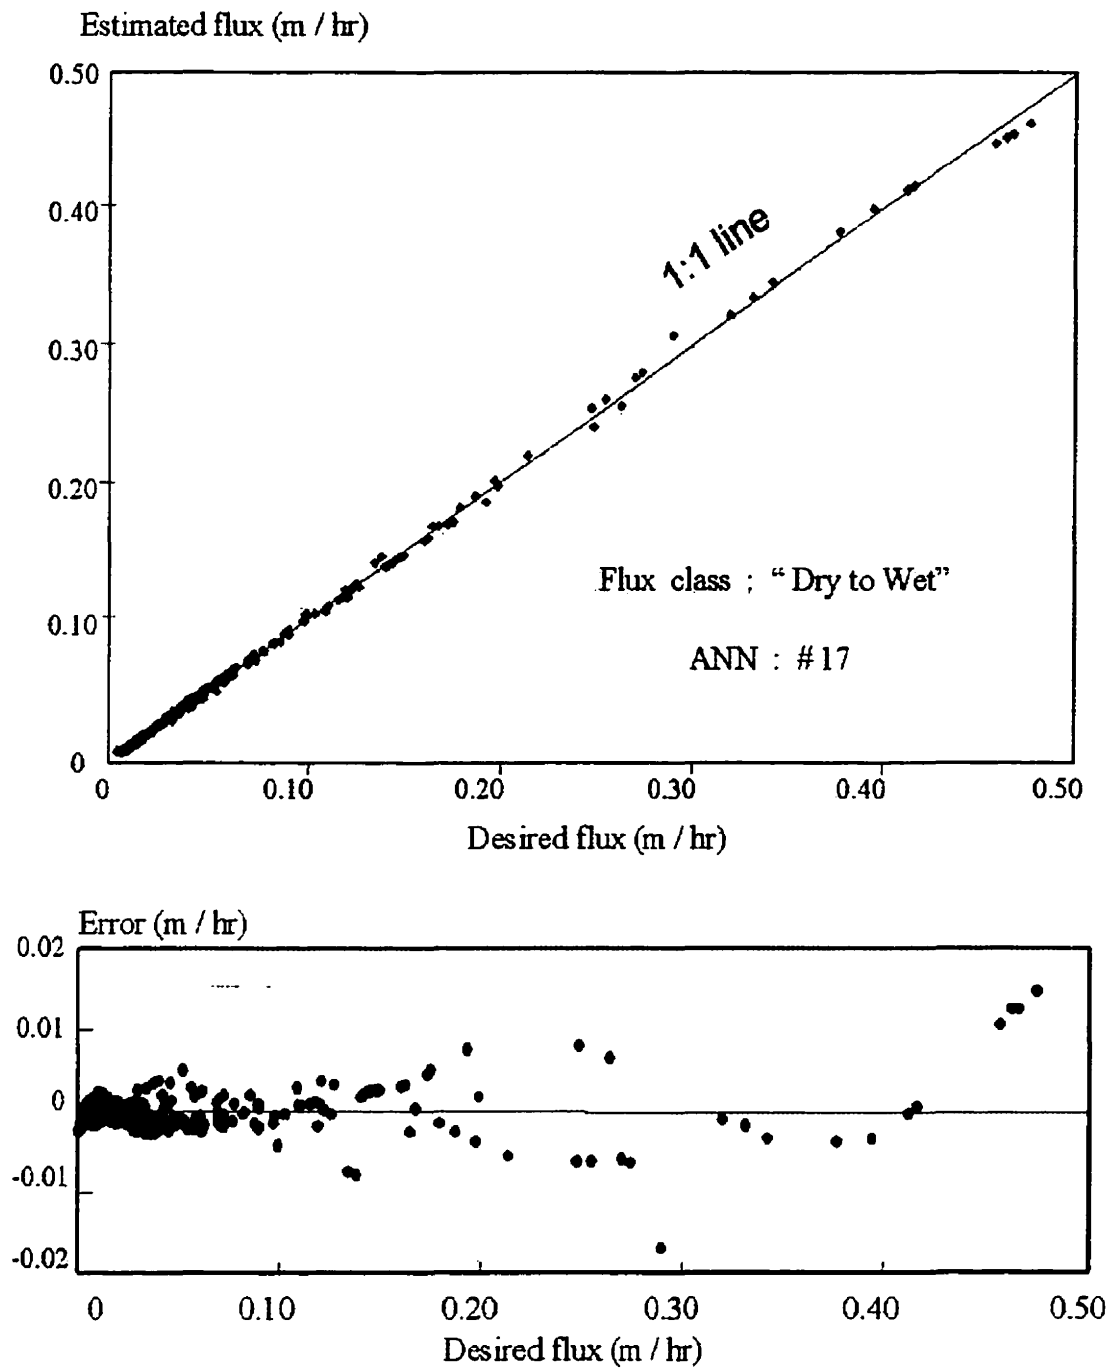 Estimated flux (m / hr)
0.50
0.40
1:1 line
0.30
0.20
Flux class : “ Dry to Wet”
0.10
ANN : # 17
0
0 0.10 0.20 0.30 0.40 0.50
Desired flux (m / hr)
Error (m / hr)
0.02
0.01
0
-0.01
-0.02
0 0.10 0.20 0.30 0.40 0.50
Desired flux (m / hr)